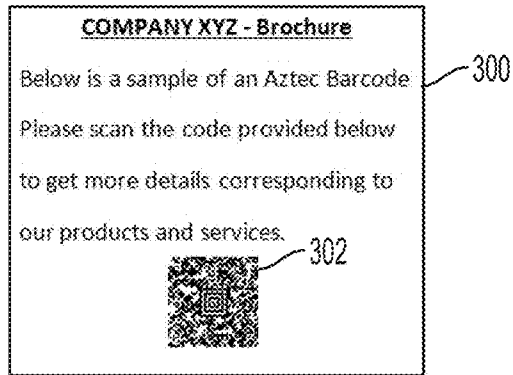 COMPANY XYZ - Brochure
Below is a sample of an Aztec Barcode
300
Please scan the code provided below
to get more details corresponding to
our products and services.
302